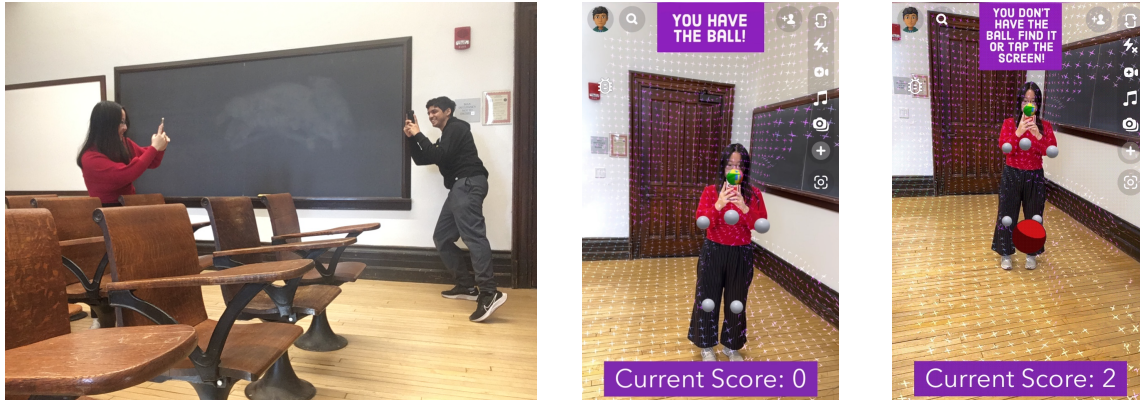 YOU HAVE
THE BALL!
Current Score: 0
YOU DON'T
HAVE THE
BALL. FIND IT
OR TAP THE
SCREEN!
Current Score: 2